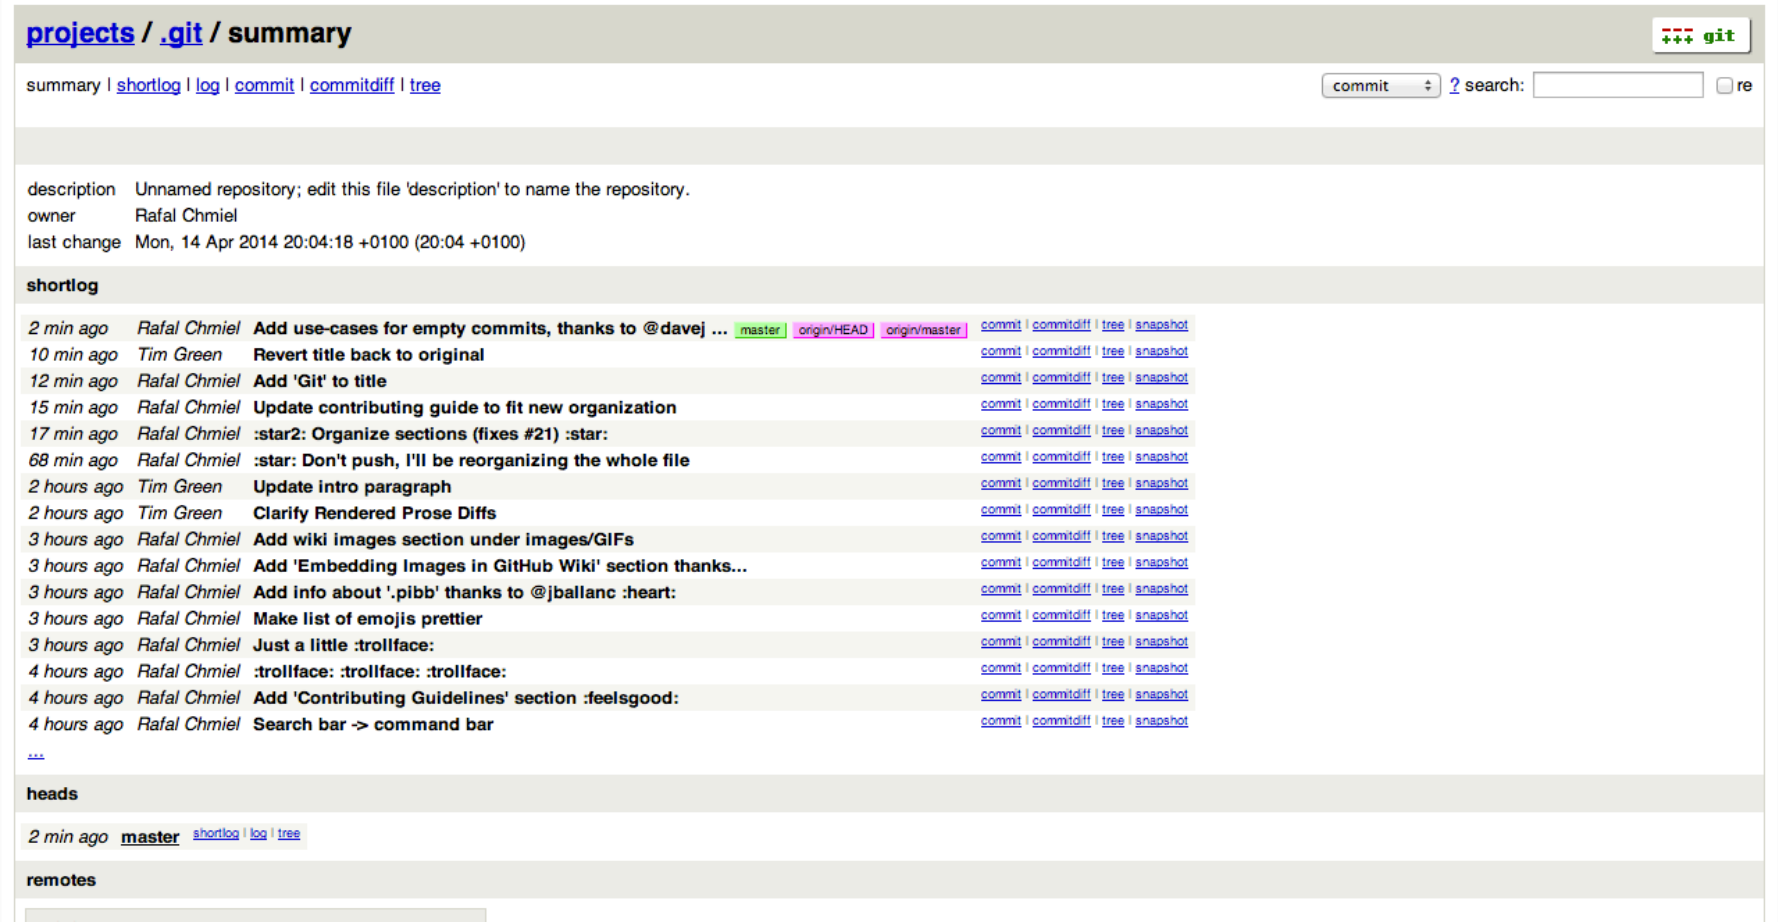 projects / .git / summary
--- +++ git
summary | shortlog | log | commit | commitdiff | tree
commit ? search: re
description Unnamed repository; edit this file 'description' to name the repository.
owner Rafal Chmiel
last change Mon, 14 Apr 2014 20:04:18 +0100 (20:04 +0100)
shortlog
2 min ago Rafal Chmiel Add use-cases for empty commits, thanks to @davej ... master origin/HEAD origin/master commit | commitdiff | tree | snapshot
10 min ago Tim Green Revert title back to original commit | commitdiff | tree | snapshot
12 min ago Rafal Chmiel Add 'Git' to title commit | commitdiff | tree | snapshot
15 min ago Rafal Chmiel Update contributing guide to fit new organization commit | commitdiff | tree | snapshot
17 min ago Rafal Chmiel :star2: Organize sections (fixes #21) :star: commit | commitdiff | tree | snapshot
68 min ago Rafal Chmiel :star: Don't push, I'll be reorganizing the whole file commit | commitdiff | tree | snapshot
2 hours ago Tim Green Update intro paragraph commit | commitdiff | tree | snapshot
2 hours ago Tim Green Clarify Rendered Prose Diffs commit | commitdiff | tree | snapshot
3 hours ago Rafal Chmiel Add wiki images section under images/GIFs commit | commitdiff | tree | snapshot
3 hours ago Rafal Chmiel Add 'Embedding Images in GitHub Wiki' section thanks... commit | commitdiff | tree | snapshot
3 hours ago Rafal Chmiel Add info about '.pibb' thanks to @jballanc :heart: commit | commitdiff | tree | snapshot
3 hours ago Rafal Chmiel Make list of emojis prettier commit | commitdiff | tree | snapshot
3 hours ago Rafal Chmiel Just a little :trollface: commit | commitdiff | tree | snapshot
4 hours ago Rafal Chmiel :trollface: :trollface: :trollface: commit | commitdiff | tree | snapshot
4 hours ago Rafal Chmiel Add 'Contributing Guidelines' section :feelsgood: commit | commitdiff | tree | snapshot
4 hours ago Rafal Chmiel Search bar -> command bar commit | commitdiff | tree | snapshot
...
heads
2 min ago master shortlog | log | tree
remotes